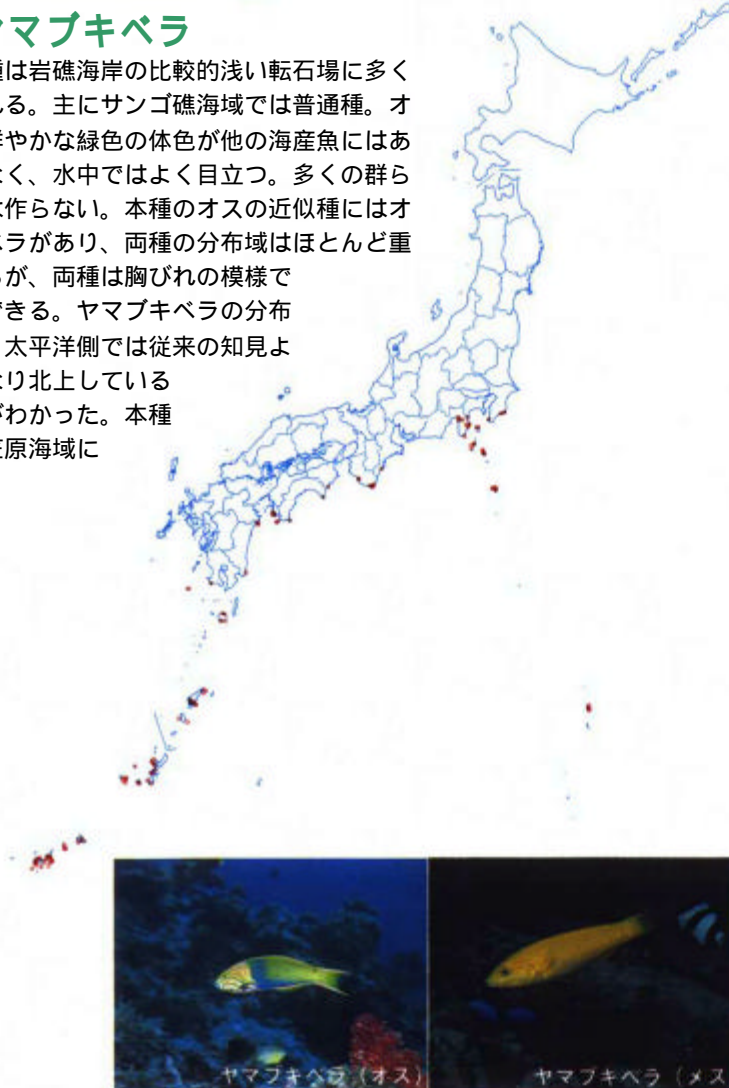 マブキベラ
は岩礁海岸の比較的浅い転石場に多く
る。主にサンゴ礁海域では普通種。オ
やかな緑色の体色が他の海産魚にはあ
く、水中ではよく目立つ。多くの群ら
作らない。本種のオスの近似種にはオ
ラがあり、両種の分布域はほとんど重
が、両種は胸びれの模様で
できる。ヤマブキベラの分布
太平洋側では従来の知見よ
り北上している
がわかった。本種
原海域に
ヤマブキベラ(オス)
ヤマブキベラ(メス